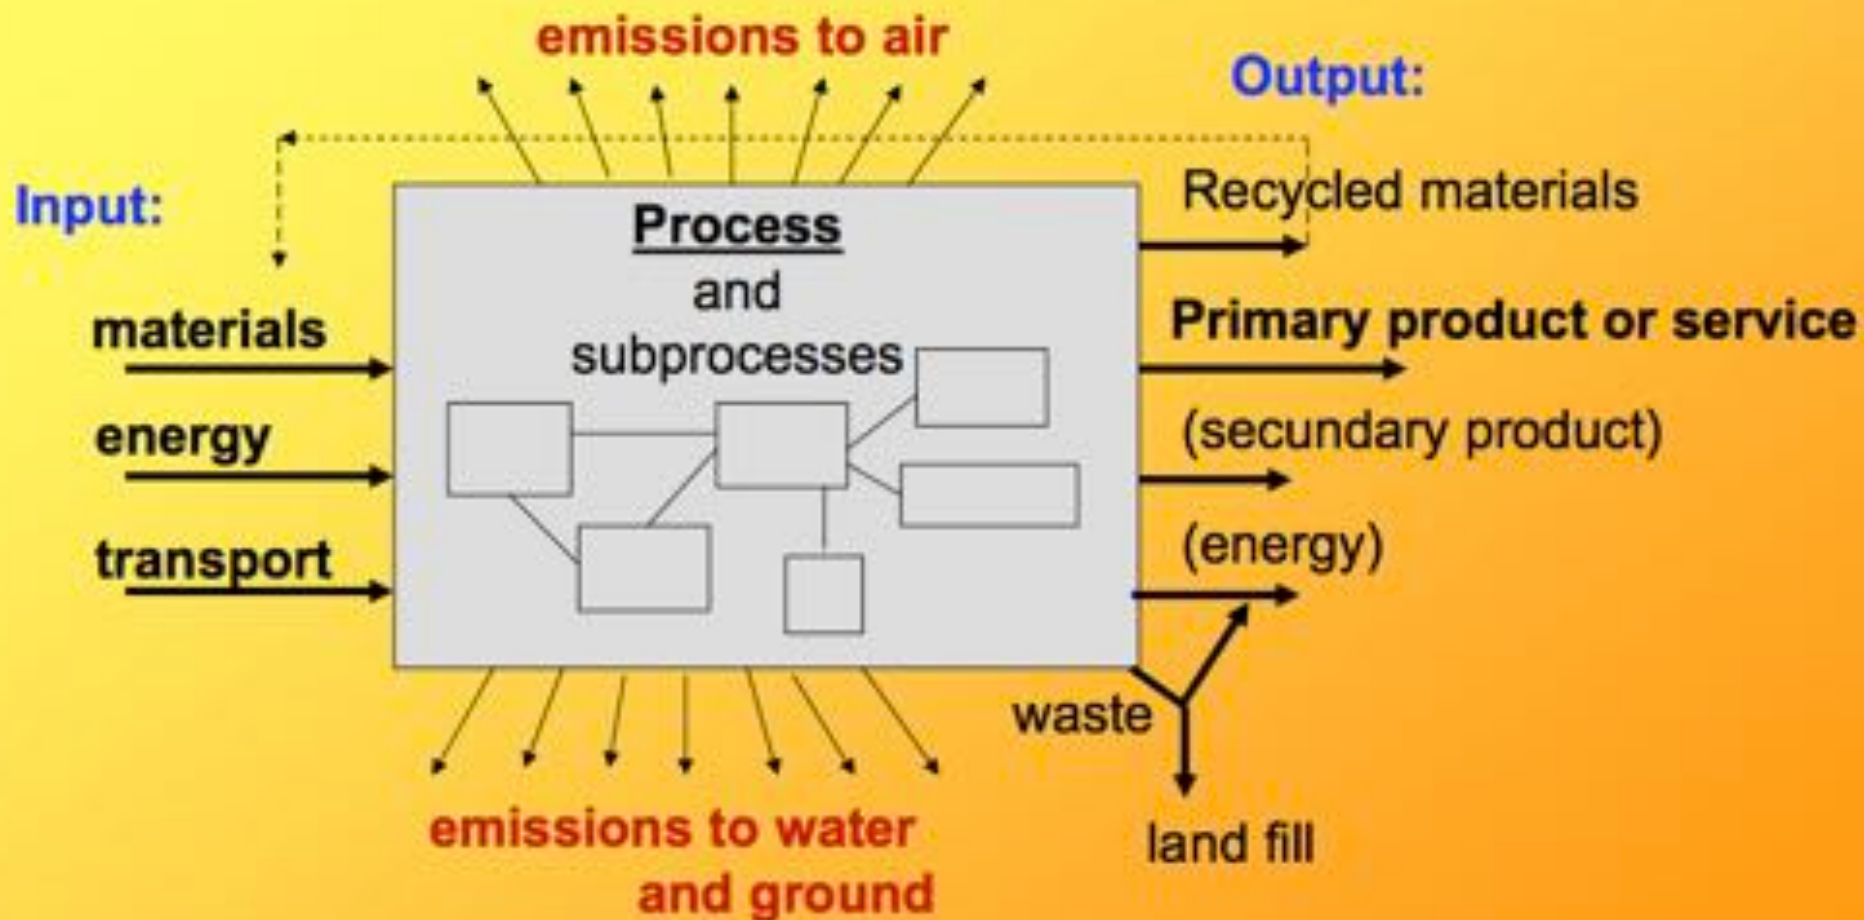 emissions to air
Output:
Input:
Recycled materials
Process
and
subprocesses
materials
Primary product or service
energy
(secundary product)
transport
(energy)
waste
emissions to water
and ground
land fill